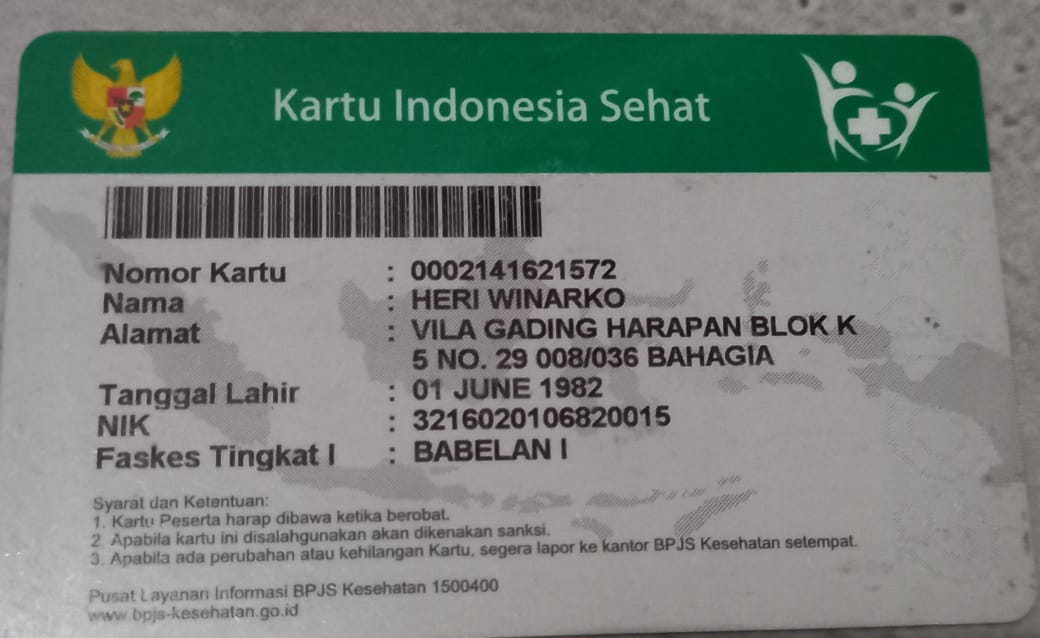 Kartu Indonesia Sehat
Nomor Kartu : 0002141621572
Nama : HERI WINARKO
Alamat : VILA GADING HARAPAN BLOK K
5 NO. 29 008/036 BAHAGIA
Tanggal Lahir : 01 JUNE 1982
NIK : 3216020106820015
Faskes Tingkat I : BABELAN I
Syarat dan Ketentuan:
1. Kartu Peserta harap dibawa ketika berobat.
2. Apabila kartu ini disalahgunakan akan dikenakan sanksi.
3. Apabila ada perubahan atau kehilangan Kartu, segera lapor ke kantor BPJS Kesehatan setempat.
Pusat Layanan Informasi BPJS Kesehatan 1500400
www.bpjs-kesehatan.go.id